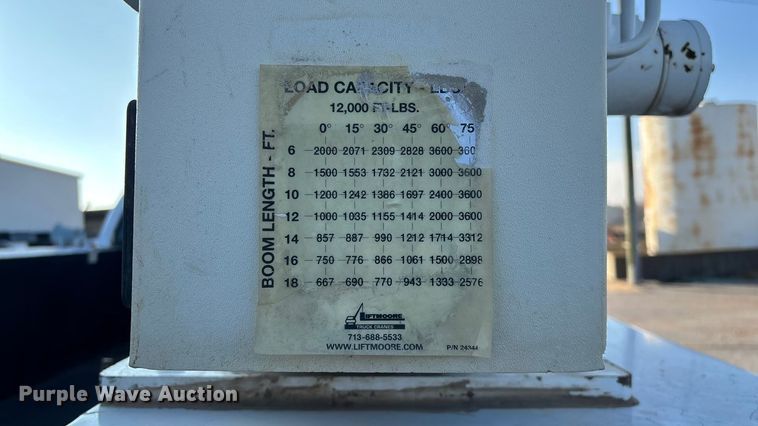 LOAD CAPACITY - LBS.
12,000 FT-LBS.
BOOM LENGTH - FT.
0° 15° 30° 45° 60° 75
6 2000 2071 2309 2828 3600 360
8 1500 1553 1732 2121 3000 3600
10 1200 1242 1386 1697 2400 3600
12 1000 1035 1155 1414 2000 3600
14 857 887 990 1212 1714 3312
16 750 776 866 1061 1500 2898
18 667 690 770 943 1333 2576
LIFTMOORE
TRUCK CRANES
713-688-5533
WWW.LIFTMOORE.COM
P/N 24344
Purple Wave Auction